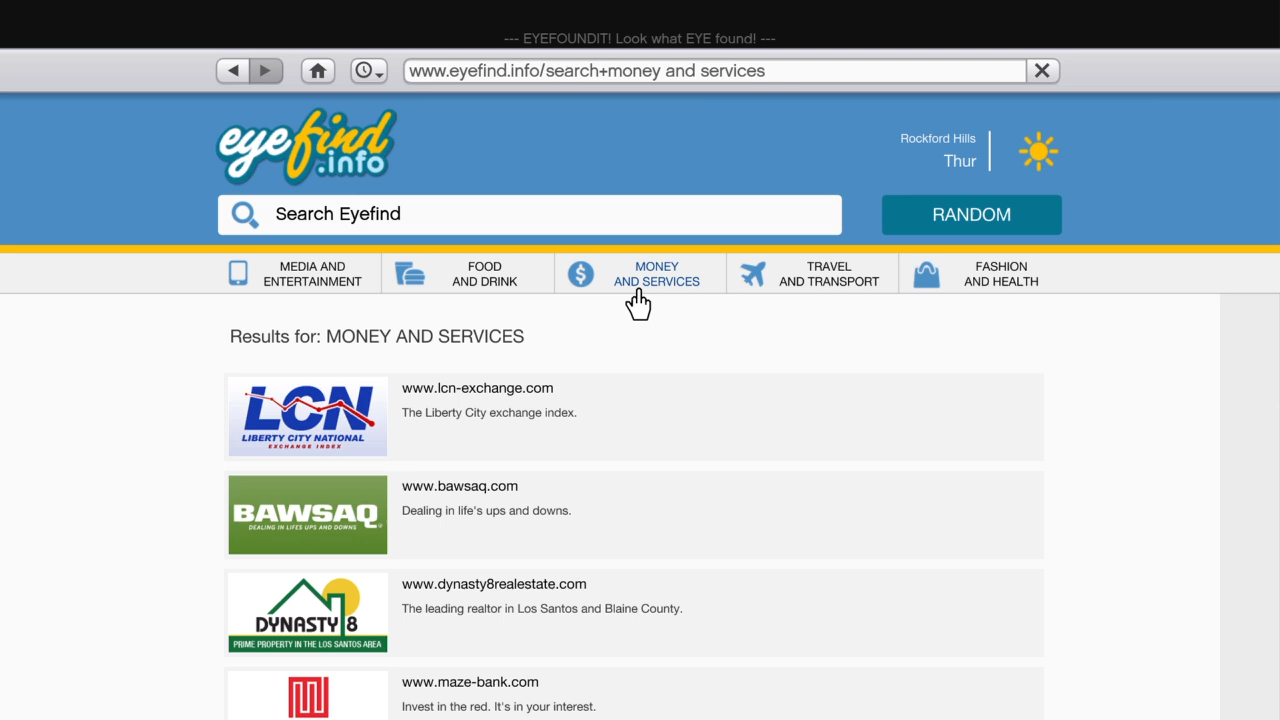 --- EYEFOUNDIT! Look what EYE found! ---
www.eyefind.info/search+money and services
eyefind
.info
Rockford Hills
Thur
Search Eyefind
RANDOM
MEDIA AND
ENTERTAINMENT
FOOD
AND DRINK
MONEY
AND SERVICES
TRAVEL
AND TRANSPORT
FASHION
AND HEALTH
Results for: MONEY AND SERVICES
LCN
LIBERTY CITY NATIONAL
EXCHANGE INDEX
www.lcn-exchange.com
The Liberty City exchange index.
BAWSAQ
DEALING IN LIFES UPS AND DOWNS
www.bawsaq.com
Dealing in life's ups and downs.
DYNASTY 8
PRIME PROPERTY IN THE LOS SANTOS AREA
www.dynasty8realestate.com
The leading realtor in Los Santos and Blaine County.
www.maze-bank.com
Invest in the red. It's in your interest.